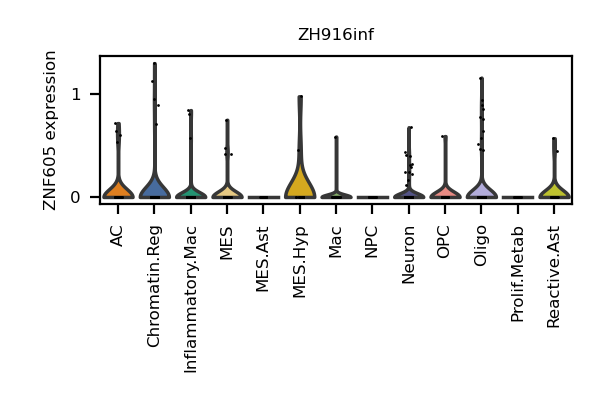 ZH916inf
ZNF605 expression
1
0
AC
Chromatin.Reg
Inflammatory.Mac
MES
MES.Ast
MES.Hyp
Mac
NPC
Neuron
OPC
Oligo
Prolif.Metab
Reactive.Ast